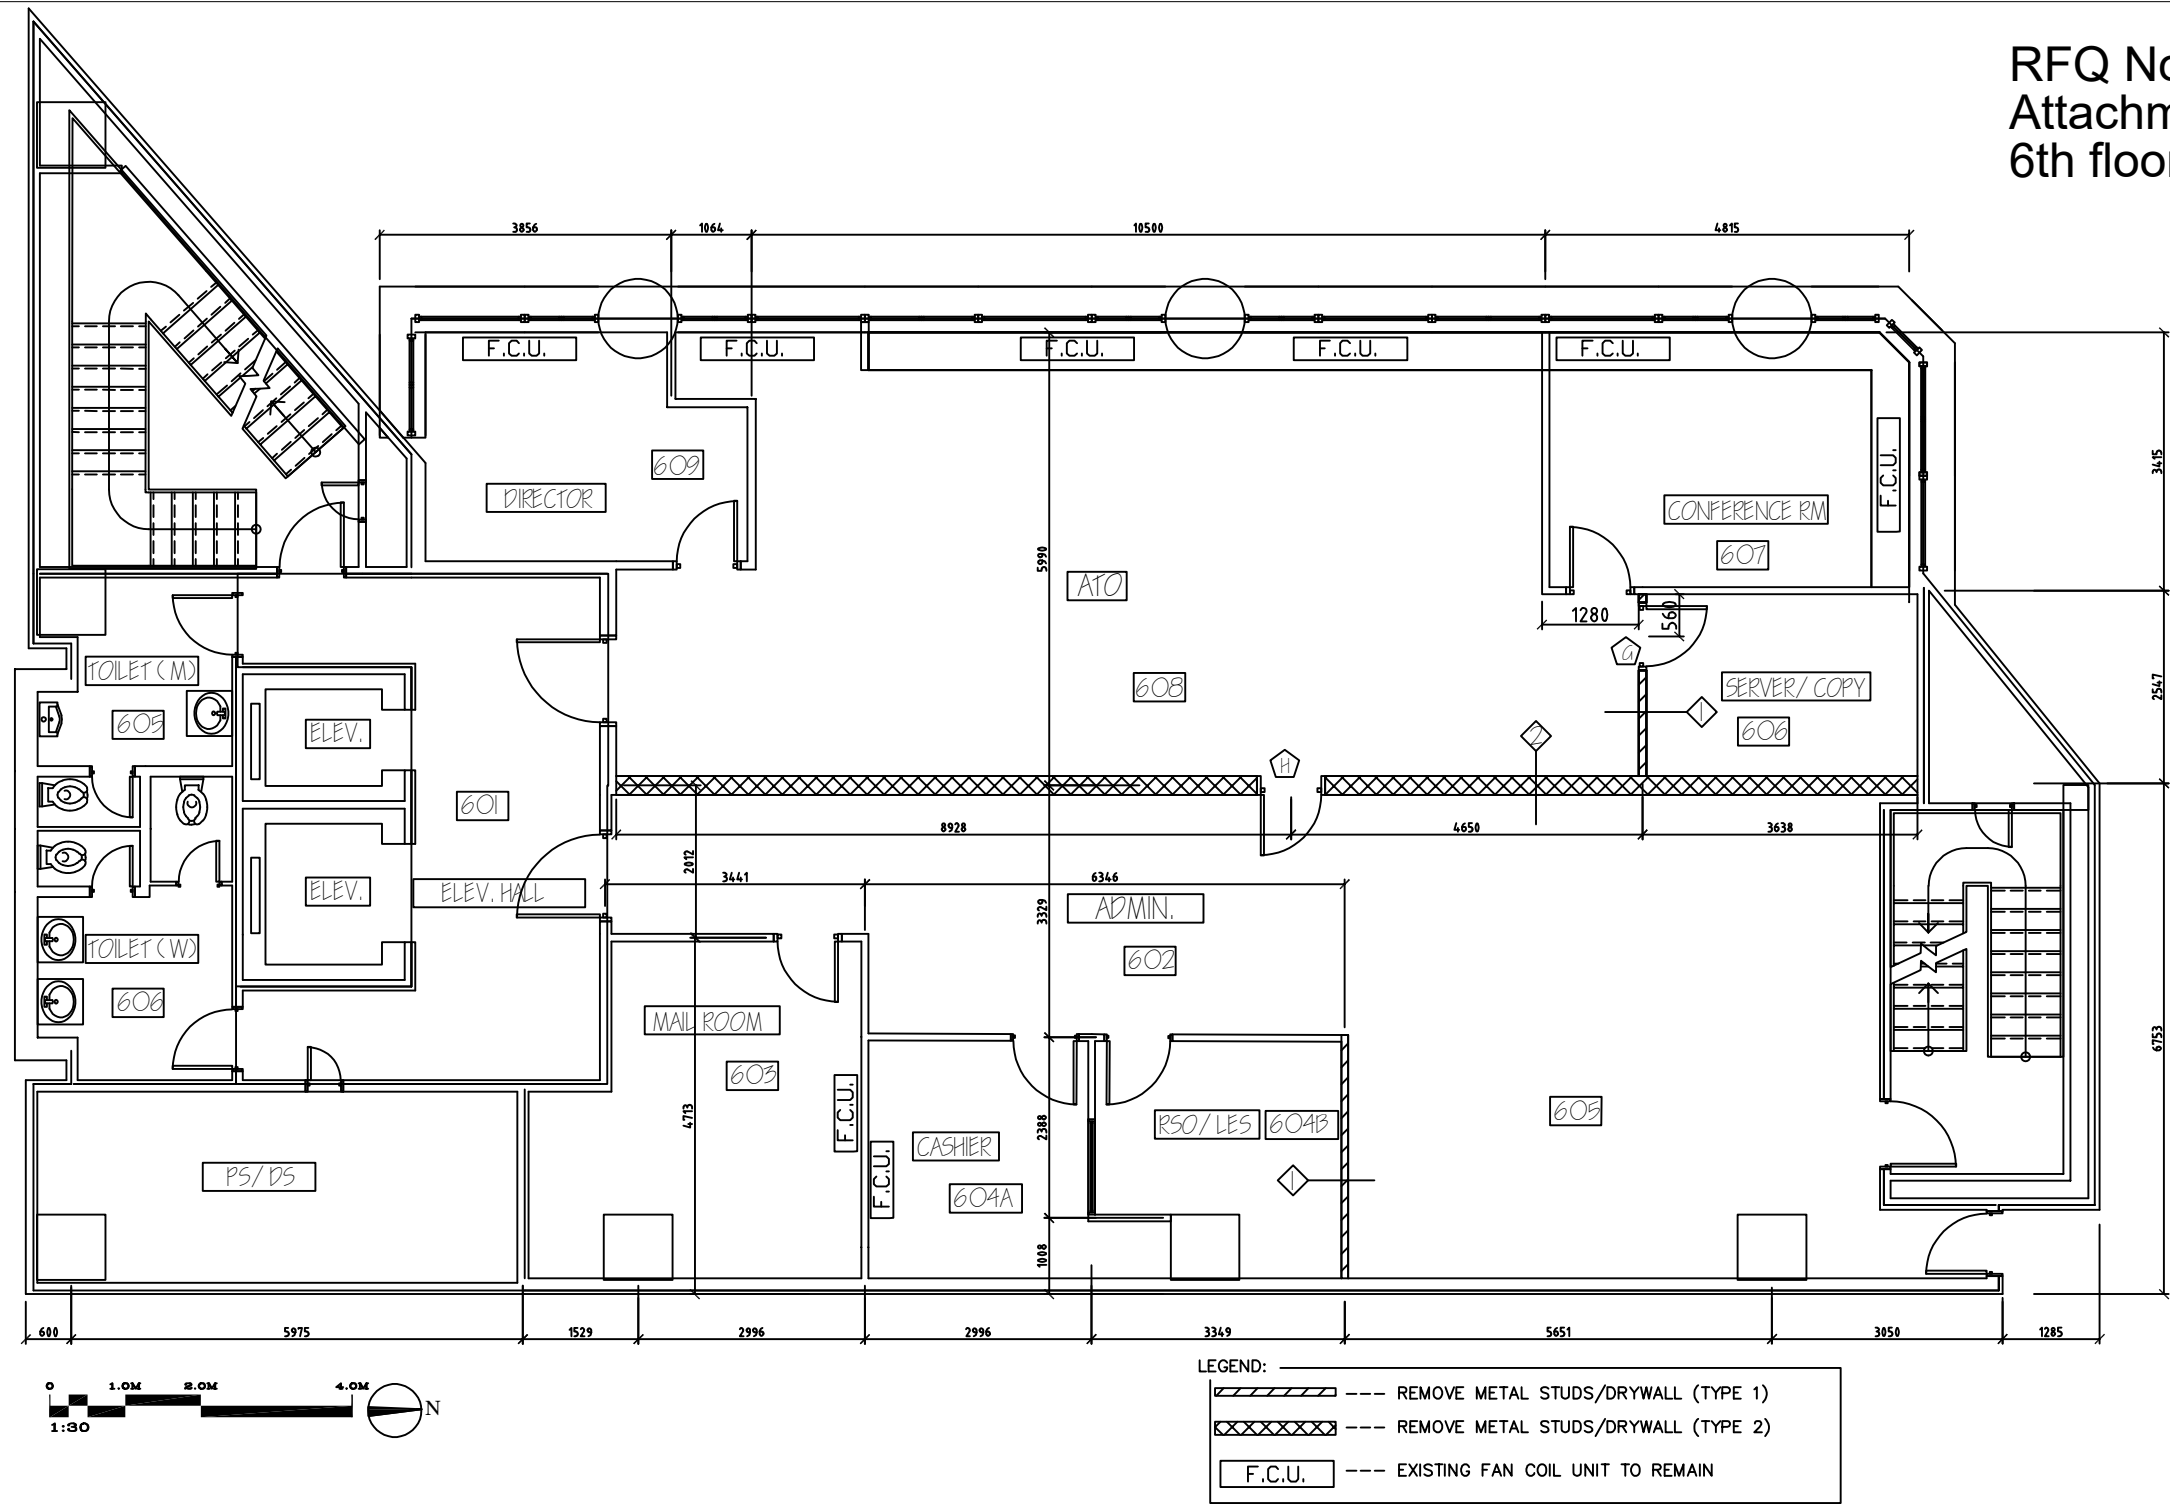 RFQ No
Attachm
6th floor
3856
1064
10500
4815
F.C.U.
F.C.U.
F.C.U.
F.C.U.
F.C.U.
F.C.U.
3415
609
DIRECTOR
CONFERENCE RM
607
5990
ATO
1280
560
G
TOILET (M)
608
SERVER/ COPY
606
1
2
2547
605
ELEV.
H
601
8928
4650
3638
2012
3441
6346
ELEV.
ELEV. HALL
3329
ADMIN.
TOILET (W)
602
606
MAIL ROOM
603
6753
F.C.U.
4713
2388
CASHIER
RSO/ LES
604B
605
F.C.U.
PS/ DS
604A
1
1008
600
5975
1529
2996
2996
3349
5651
3050
1285
0
1.0M
2.0M
4.0M
1:30
N
LEGEND:
--- REMOVE METAL STUDS/DRYWALL (TYPE 1)
--- REMOVE METAL STUDS/DRYWALL (TYPE 2)
F.C.U. --- EXISTING FAN COIL UNIT TO REMAIN